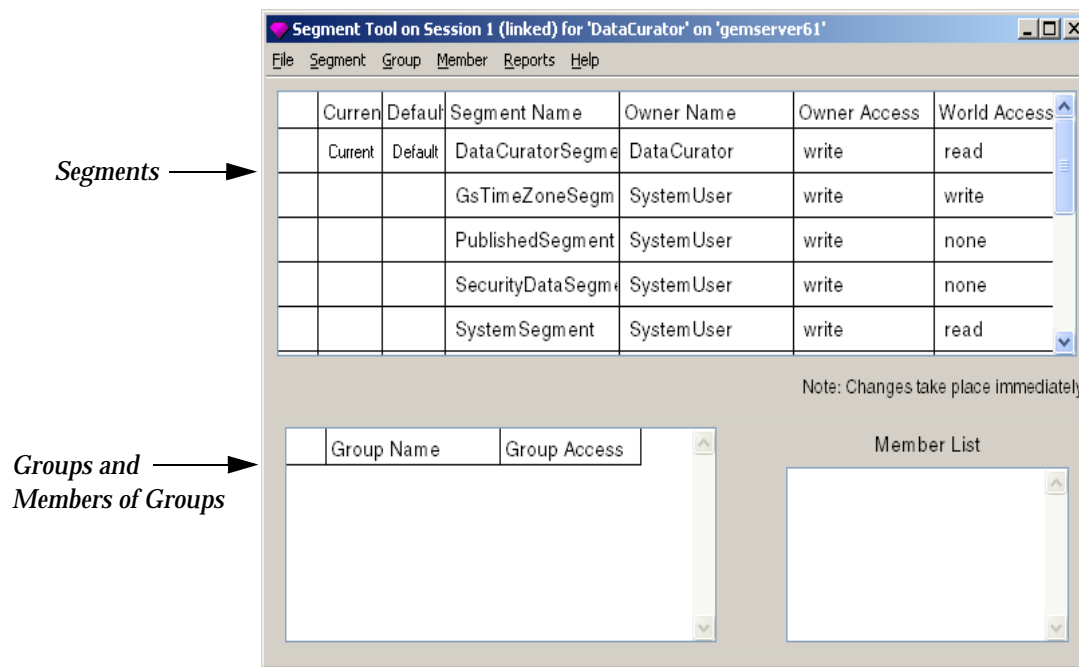 Segment Tool on Session 1 (linked) for 'DataCurator' on 'gemserver61'
File Segment Group Member Reports Help
Curren Defaul Segment Name Owner Name Owner Access World Access
Current Default DataCuratorSegme DataCurator write read
GsTimeZoneSegm SystemUser write write
PublishedSegment SystemUser write none
SecurityDataSegme SystemUser write none
SystemSegment SystemUser write read
Segments
Note: Changes take place immediately
Group Name Group Access
Member List
Groups and
Members of Groups